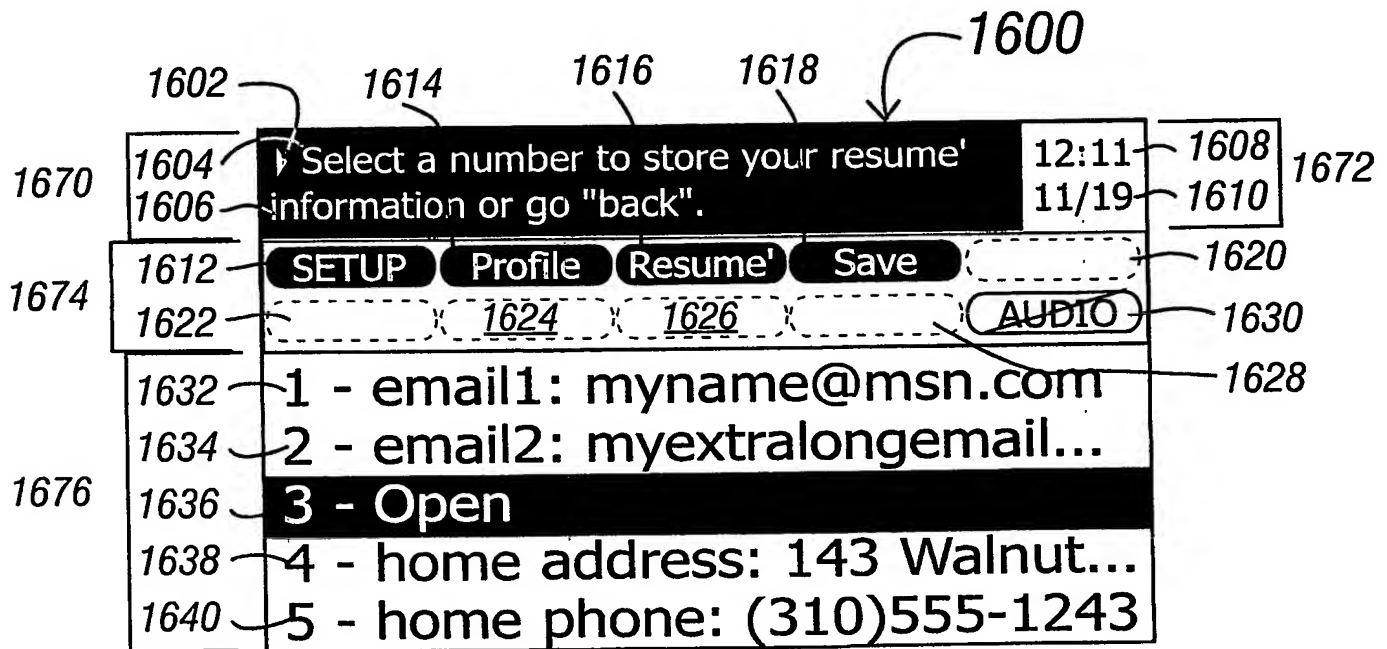 1600
1602 1614 1616 1618
1670 1604 Select a number to store your resume' 12:11 1608 1672
1606 information or go "back". 11/19 1610
1674 1612 SETUP Profile Resume' Save 1620
1622 1624 1626 AUDIO 1630
1632 1 - email1: myname@msn.com 1628
1634 2 - email2: myextralongemail...
1676 1636 3 - Open
1638 4 - home address: 143 Walnut...
1640 5 - home phone: (310)555-1243